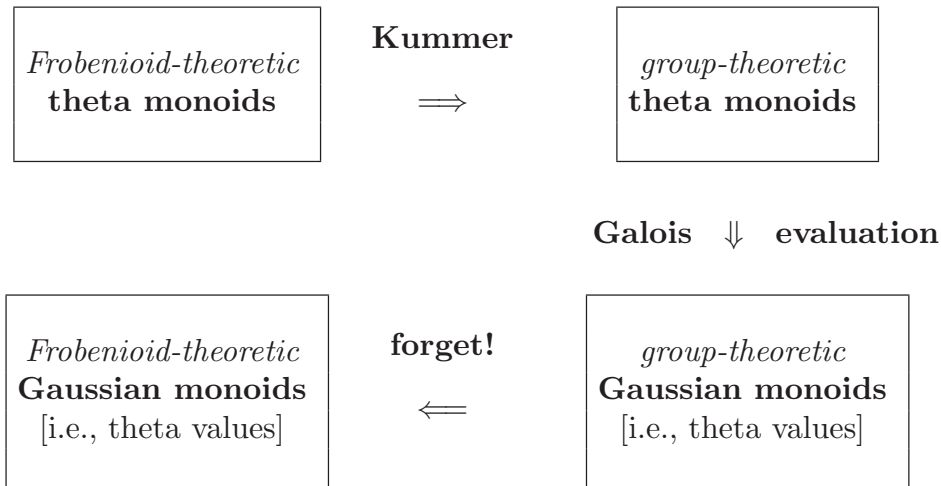 Frobenioid-theoretic
theta monoids
Kummer
⟹
group-theoretic
theta monoids
Galois ⇓ evaluation
Frobenioid-theoretic
Gaussian monoids
[i.e., theta values]
forget!
⟸
group-theoretic
Gaussian monoids
[i.e., theta values]